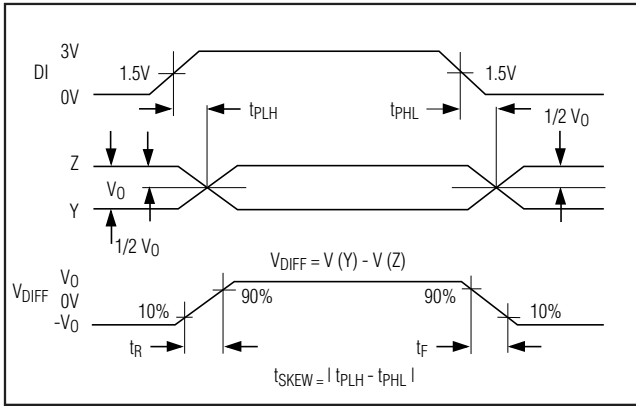 3V
DI
1.5V
1.5V
0V
tPLH
tPHL
1/2 VO
Z
VO
Y
1/2 VO
VDIFF = V (Y) - V (Z)
VO
VDIFF
0V
-VO
10%
90%
90%
10%
tR
tF
tSKEW = | tPLH - tPHL |